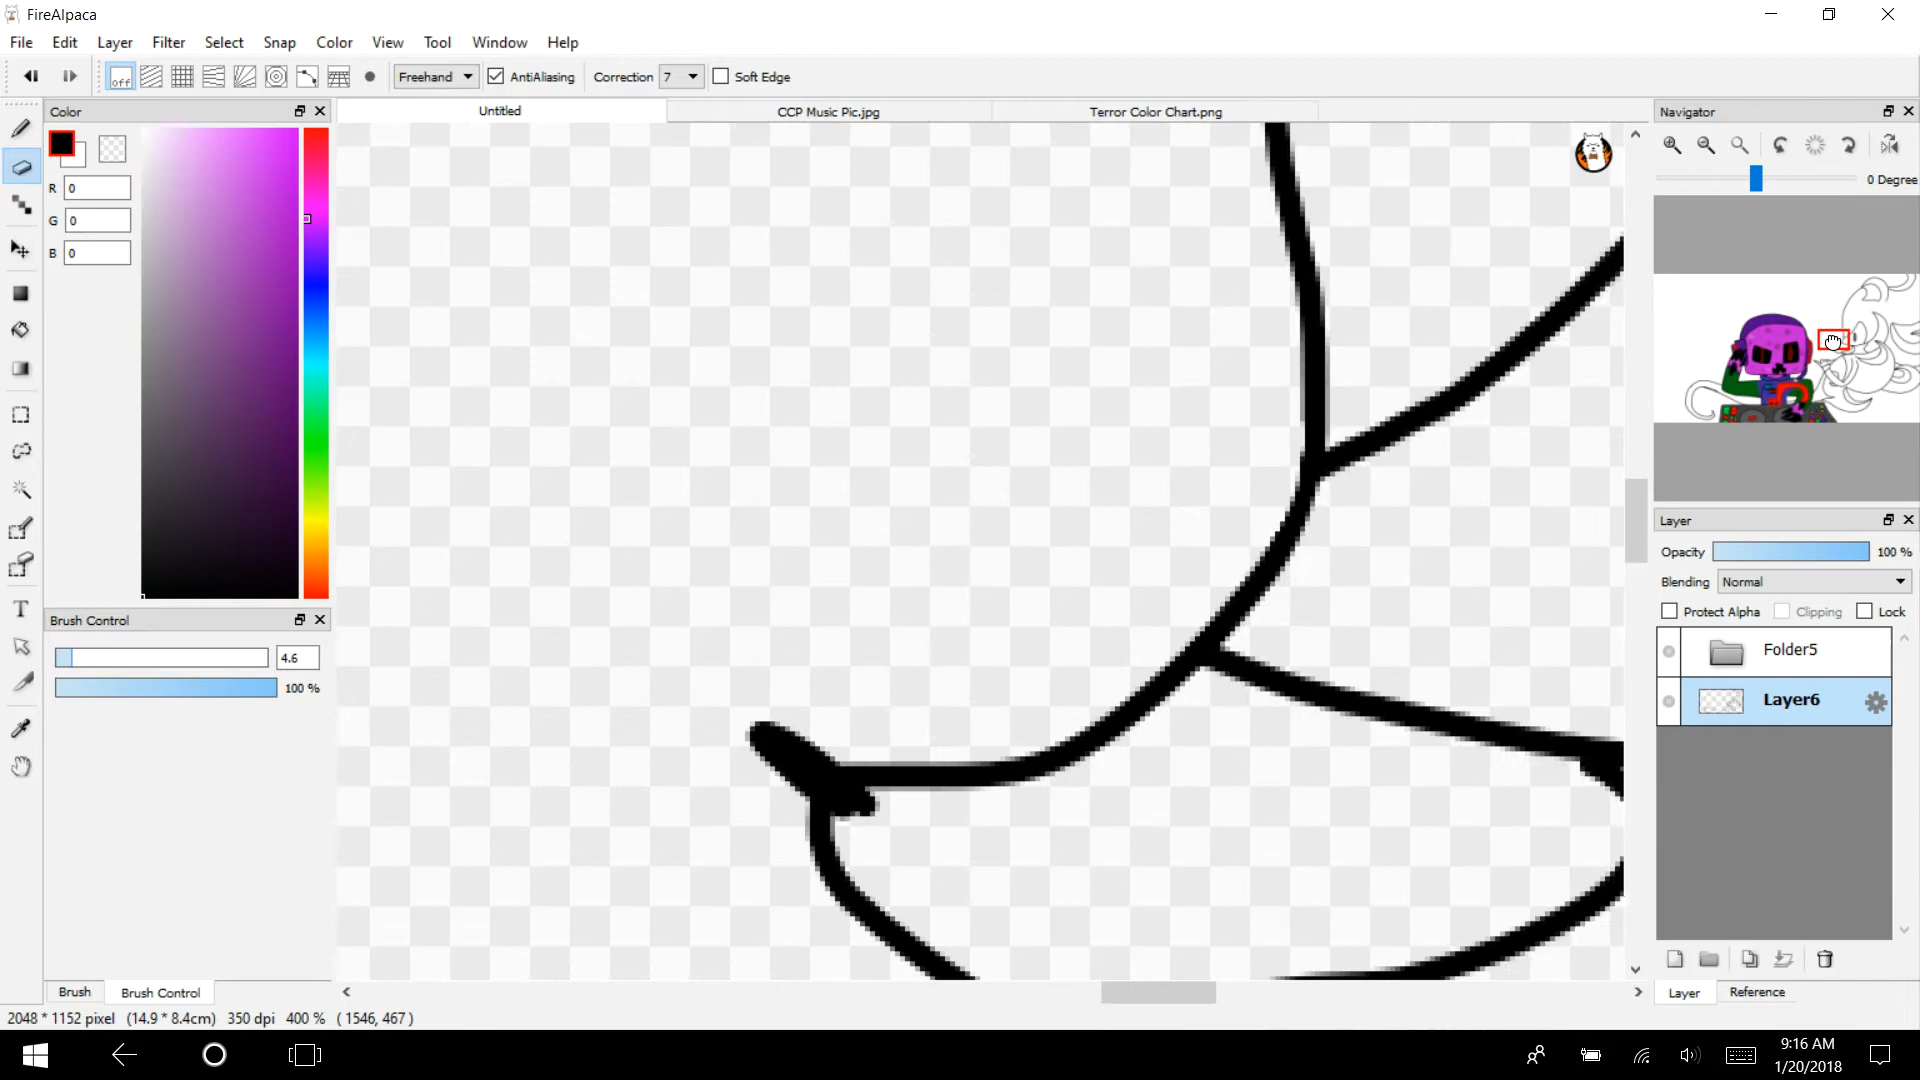 FireAlpaca
File Edit Layer Filter Select Snap Color View Tool Window Help
off Freehand AntiAliasing Correction 7 Soft Edge
Color
Untitled CCP Music Pic.jpg Terror Color Chart.png
Navigator
R 0
G 0
B 0
0 Degree
Layer
Opacity 100 %
Blending Normal
Protect Alpha Clipping Lock
Folder5
Layer6
Brush Control
4.6
100 %
T
Brush Brush Control
Layer Reference
2048 * 1152 pixel (14.9 * 8.4cm) 350 dpi 400 % ( 1546, 467 )
9:16 AM
1/20/2018